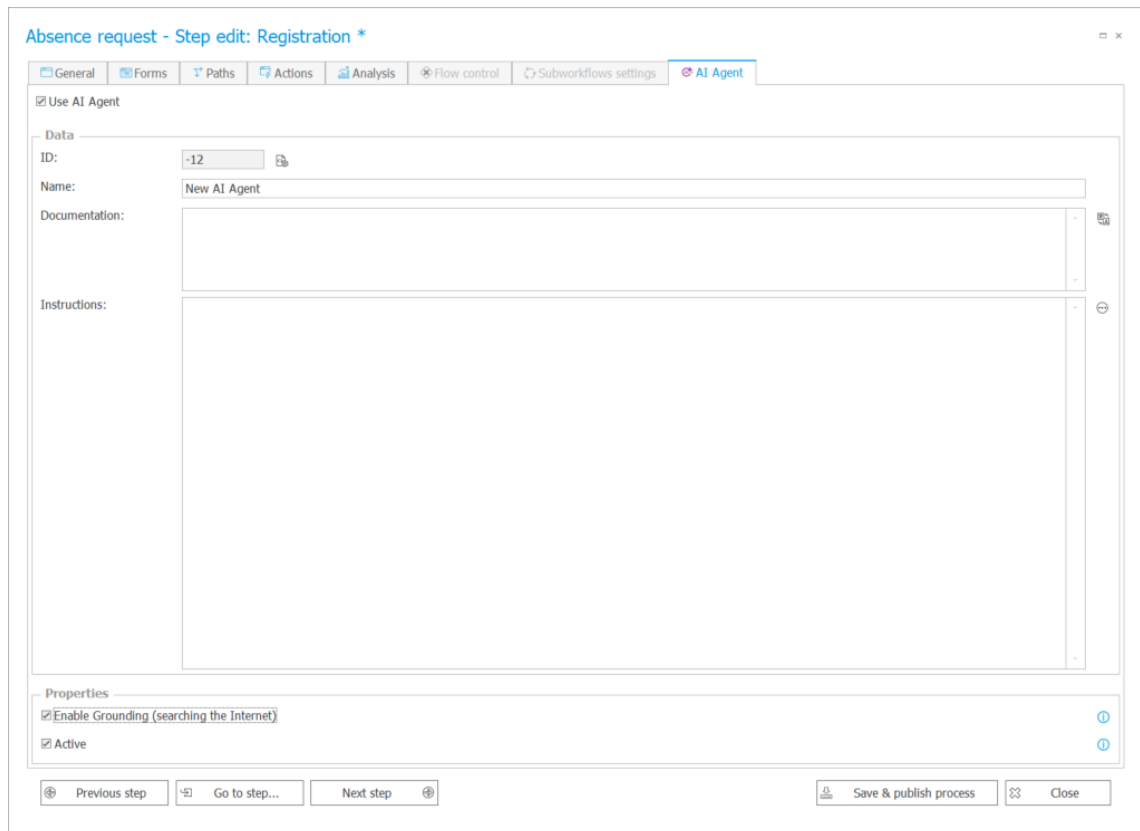 Absence request - Step edit: Registration *
General Forms Paths Actions Analysis Flow control Subworkflows settings AI Agent
Use AI Agent
Data
ID: -12
Name: New AI Agent
Documentation:
Instructions:
Properties
Enable Grounding (searching the Internet)
Active
Previous step Go to step... Next step Save & publish process Close